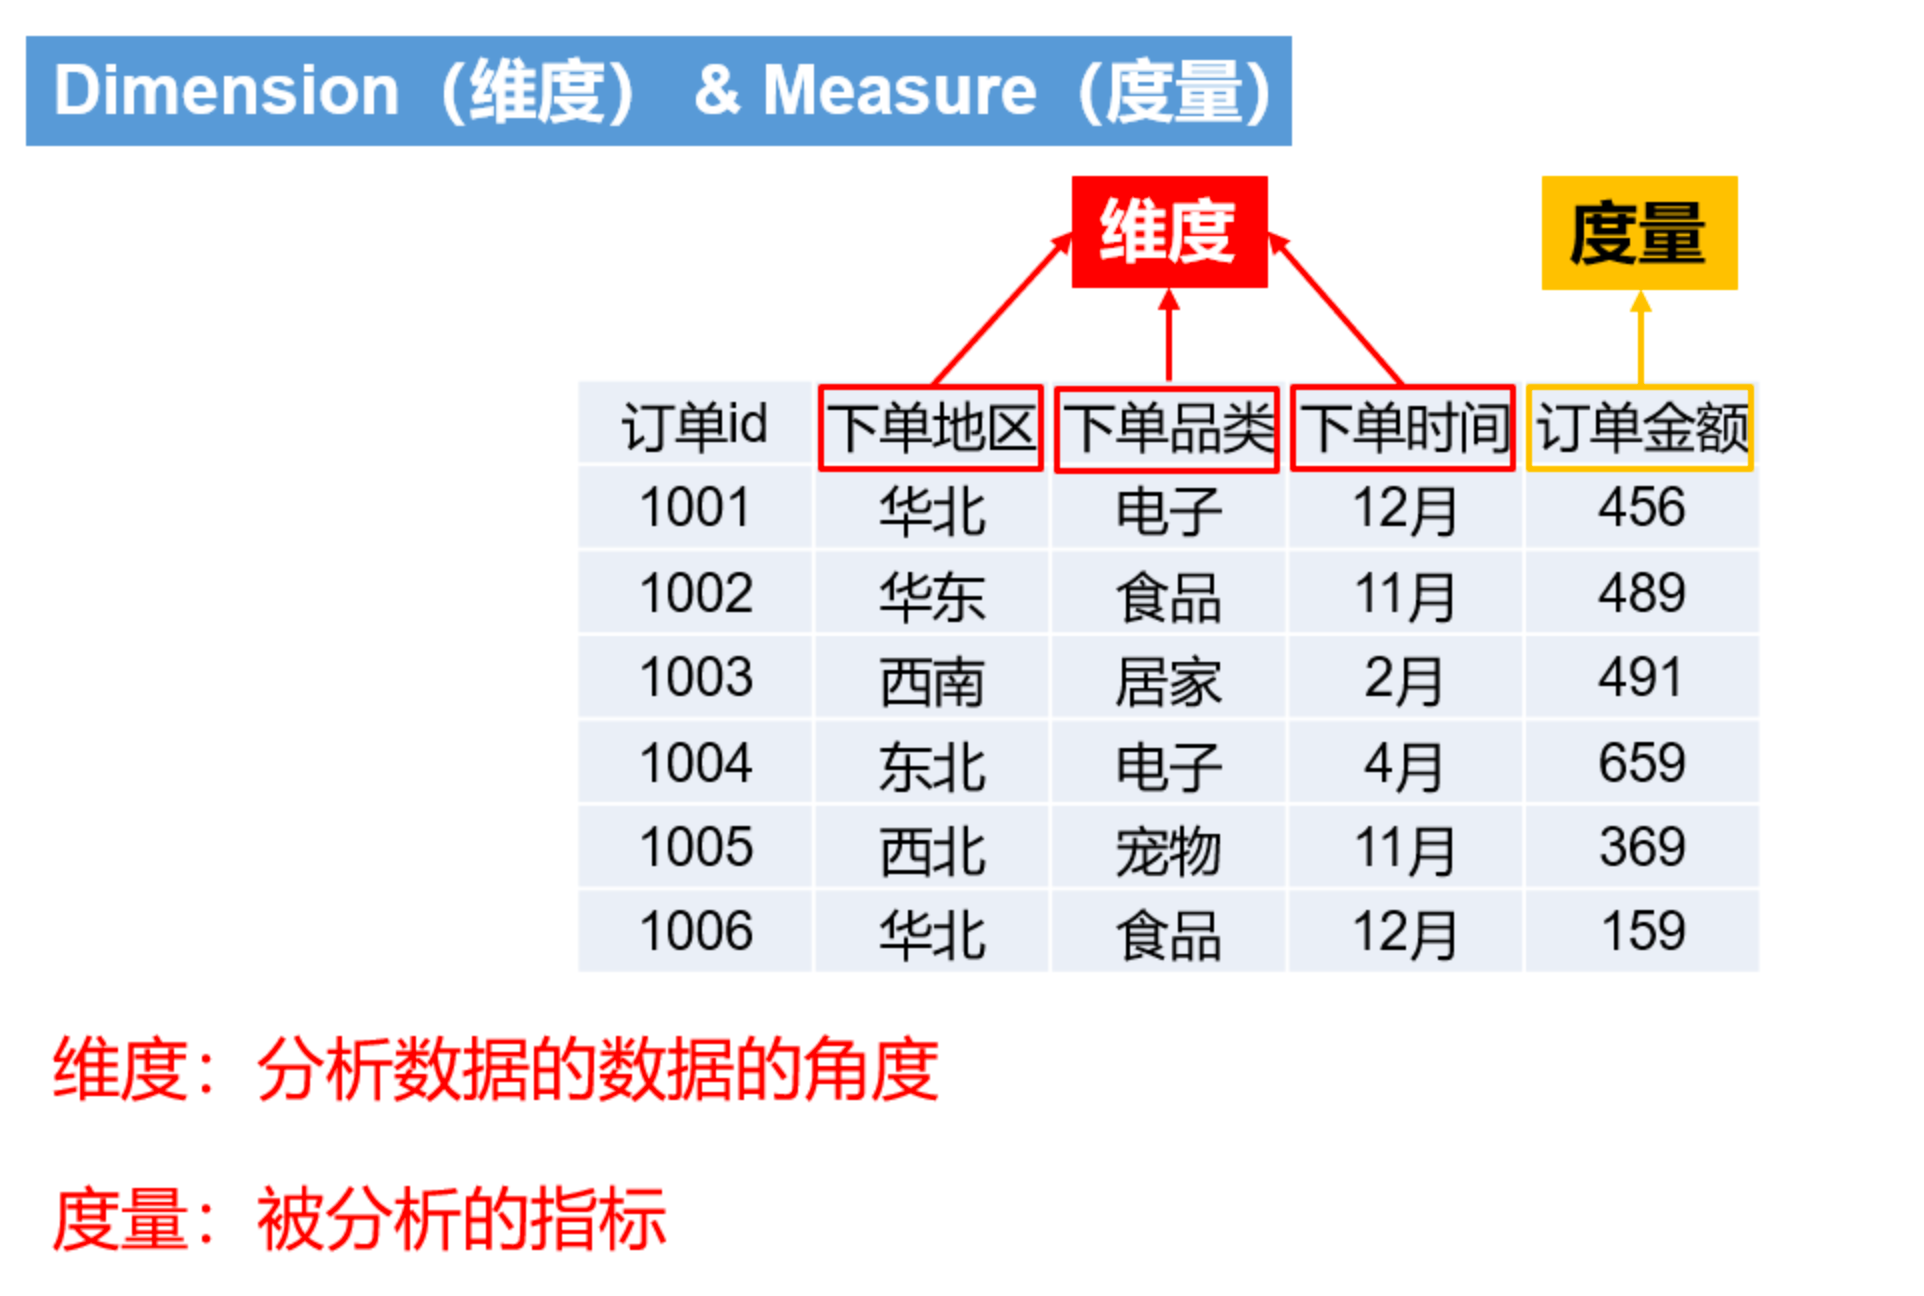 Dimension（维度） & Measure（度量）
维度 度量
订单id 下单地区 下单品类 下单时间 订单金额
1001 华北 电子 12月 456
1002 华东 食品 11月 489
1003 西南 居家 2月 491
1004 东北 电子 4月 659
1005 西北 宠物 11月 369
1006 华北 食品 12月 159
维度：分析数据的数据的角度
度量：被分析的指标